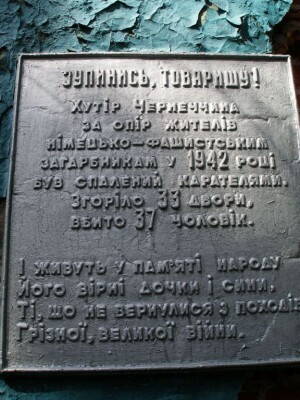 ЗУПИНИСЬ, ТОВАРИШУ!
ХУТІР ЧЕРНЕЧЧИНА
ЗА ОПІР ЖИТЕЛІВ
НІМЕЦЬКО-ФАШИСТСЬКИМ
ЗАГАРБНИКАМ У 1942 РОЦІ
БУВ СПАЛЕНИЙ КАРАТЕЛЯМИ.
ЗГОРІЛО 33 ДВОРИ,
ВБИТО 37 ЧОЛОВІК.
І ЖИВУТЬ У ПАМ'ЯТІ НАРОДУ
ЙОГО ВІРНІ ДОЧКИ І СИНИ,
ТІ, ЩО НЕ ВЕРНУЛИСЯ З ПОХОДІВ
ГРІЗНОЇ, ВЕЛИКОЇ ВІЙНИ.